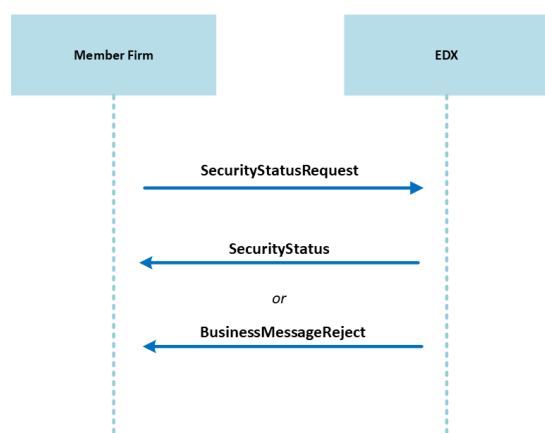 Member Firm
EDX
SecurityStatusRequest
SecurityStatus
or
BusinessMessageReject